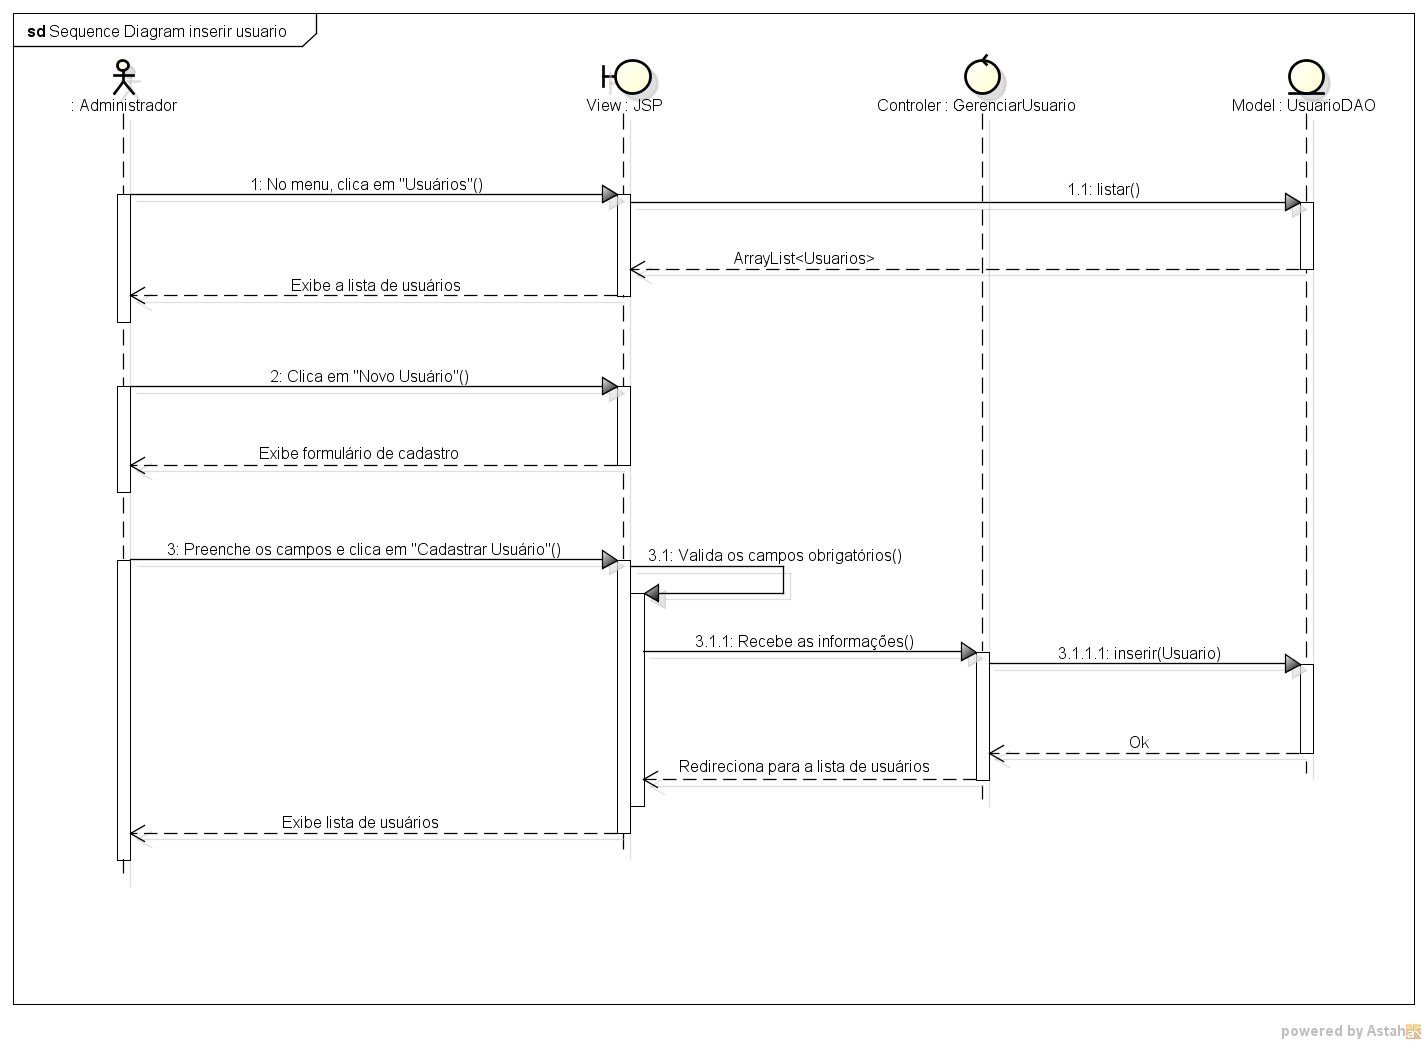 sd Sequence Diagram inserir usuario
: Administrador
View : JSP
Controler : GerenciarUsuario
Model : UsuarioDAO
1: No menu, clica em "Usuários"()
1.1: listar()
ArrayList<Usuarios>
Exibe a lista de usuários
2: Clica em "Novo Usuário"()
Exibe formulário de cadastro
3: Preenche os campos e clica em "Cadastrar Usuário"()
3.1: Valida os campos obrigatórios()
3.1.1: Recebe as informações()
3.1.1.1: inserir(Usuario)
Ok
Redireciona para a lista de usuários
Exibe lista de usuários
powered by Astah